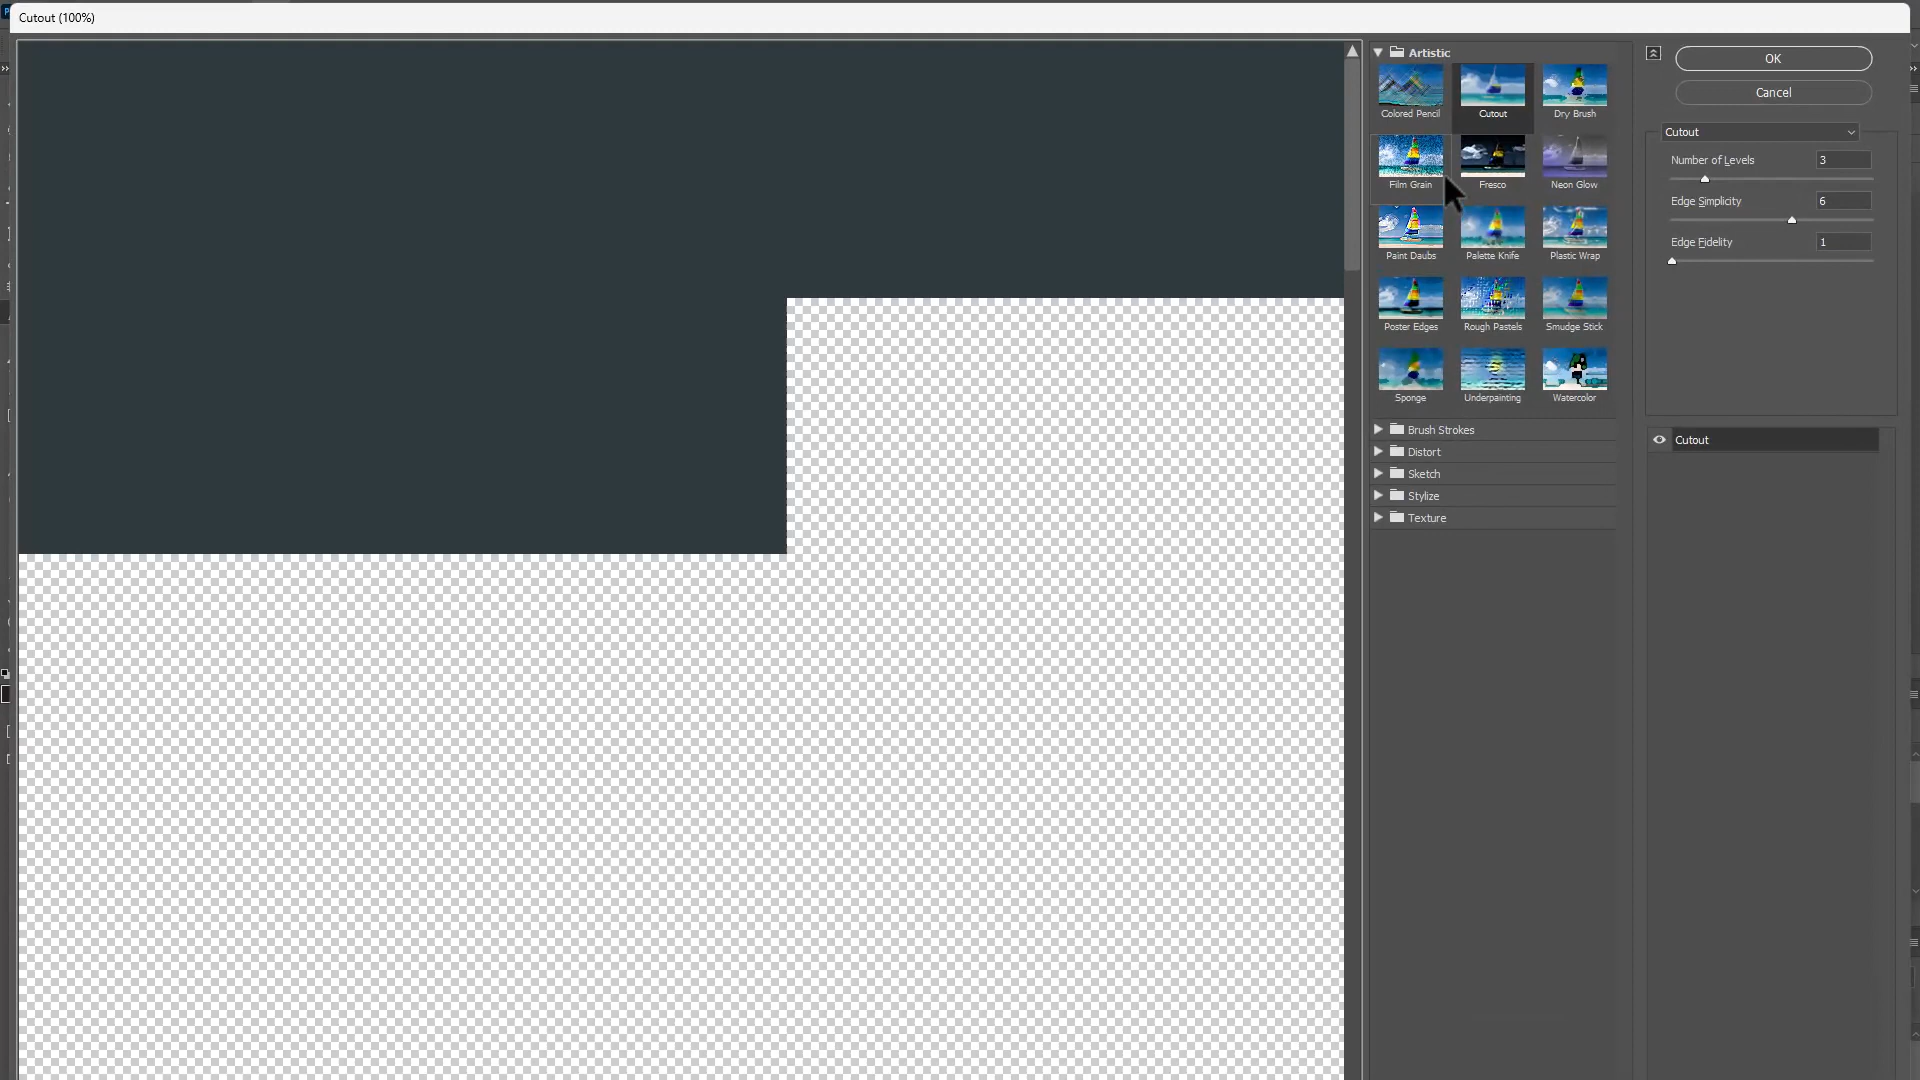 Cutout (100%)
Artistic
Colored Pencil
Cutout
Dry Brush
Film Grain
Fresco
Neon Glow
Paint Daubs
Palette Knife
Plastic Wrap
Poster Edges
Rough Pastels
Smudge Stick
Sponge
Underpainting
Watercolor
Brush Strokes
Distort
Sketch
Stylize
Texture
OK
Cancel
Cutout
Number of Levels 3
Edge Simplicity 6
Edge Fidelity 1
Cutout